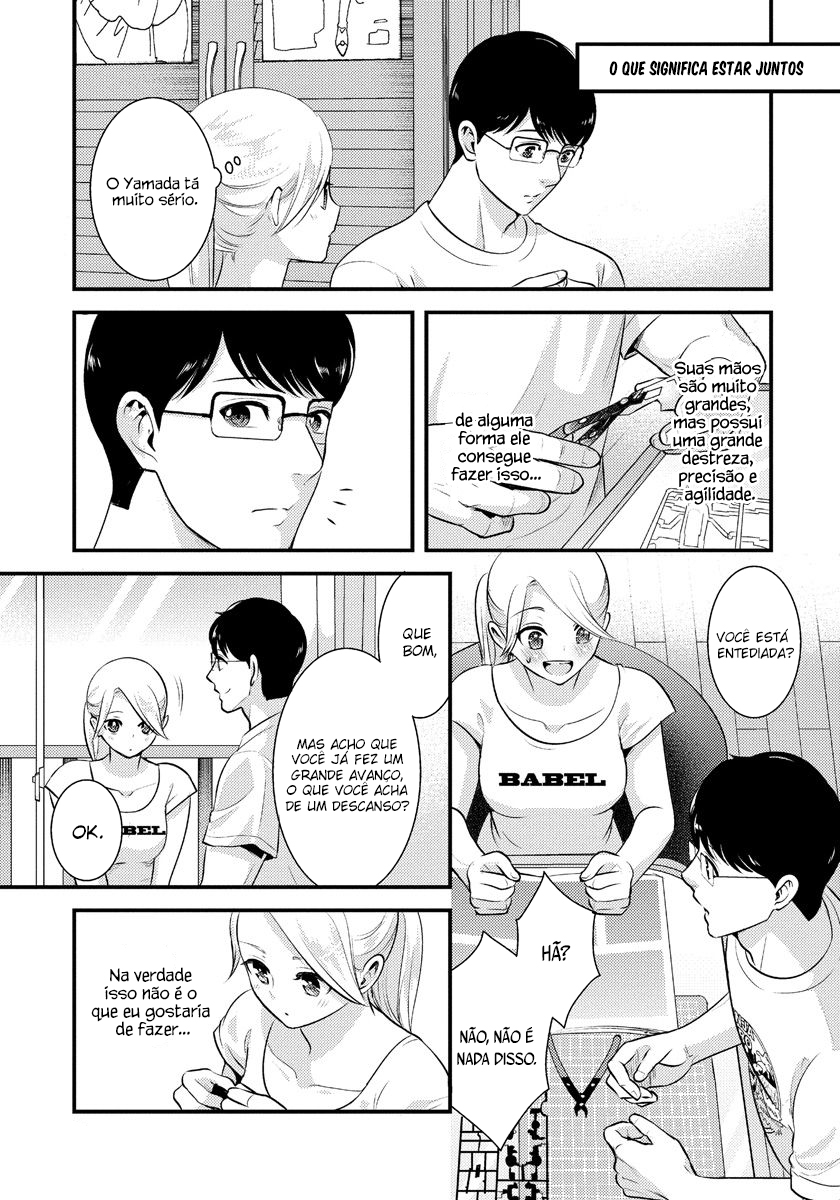 O QUE SIGNIFICA ESTAR JUNTOS
O Yamada tá
muito sério.
Suas mãos
são muito
grandes,
mas possui
uma grande
destreza,
precisão e
agilidade.
de alguma
forma ele
consegue
fazer isso...
VOCÊ ESTÁ
ENTEDIADA?
BABEL
HÃ?
NÃO, NÃO É
NADA DISSO.
QUE
BOM,
MAS ACHO QUE
VOCÊ JÁ FEZ UM
GRANDE AVANÇO,
O QUE VOCÊ ACHA
DE UM DESCANSO?
OK.
BEL
Na verdade
isso não é o
que eu gostaria
de fazer...